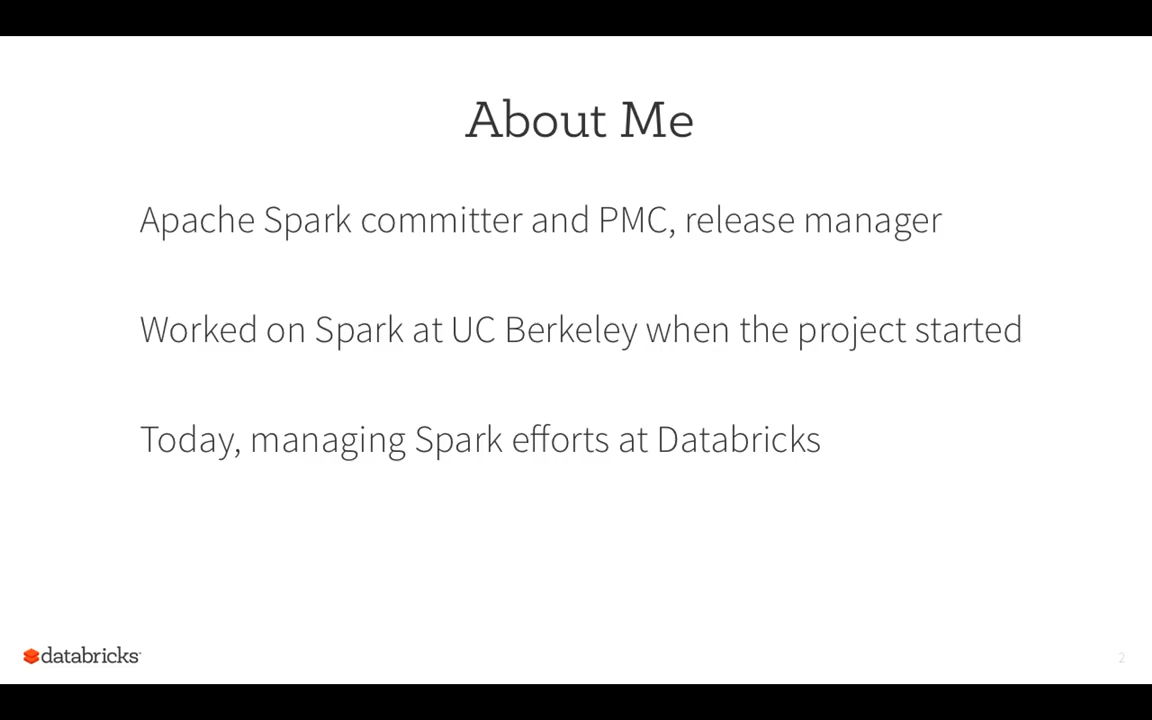 About Me
Apache Spark committer and PMC, release manager
Worked on Spark at UC Berkeley when the project started
Today, managing Spark efforts at Databricks
databricks
2